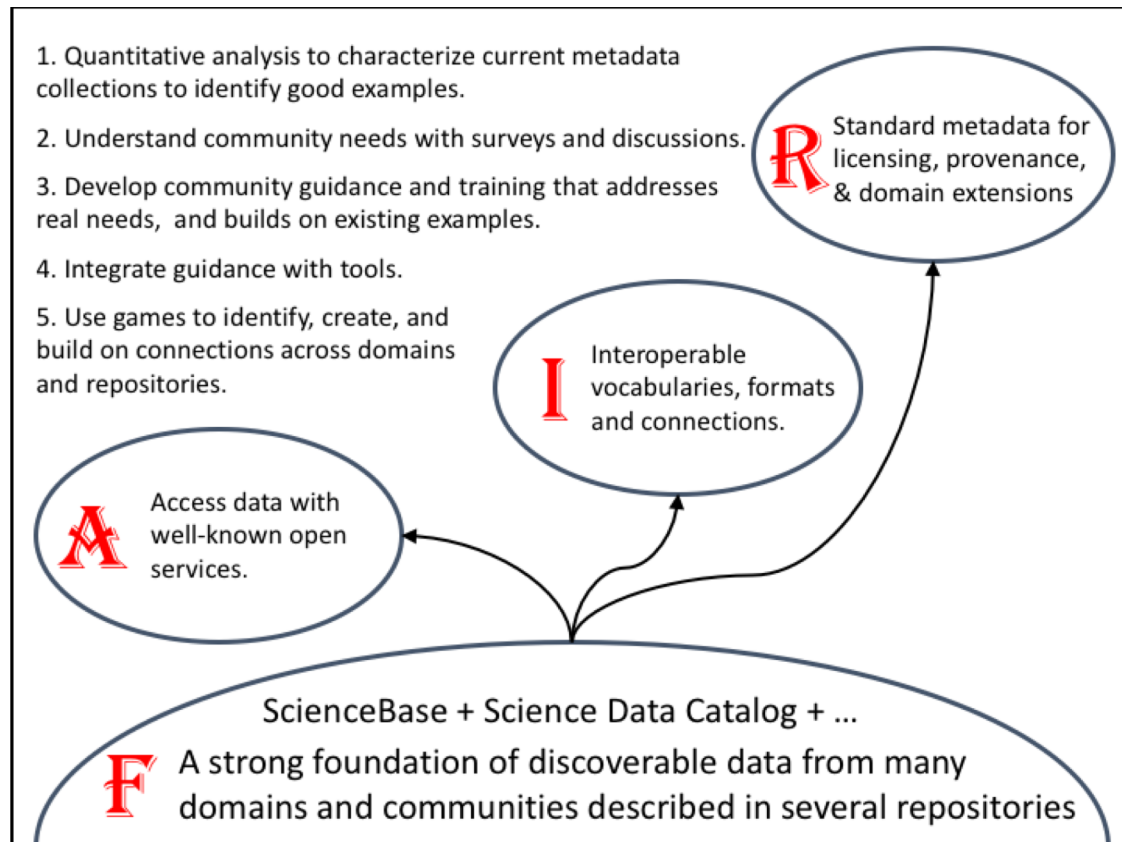 1. Quantitative analysis to characterize current metadata
collections to identify good examples.
2. Understand community needs with surveys and discussions.
3. Develop community guidance and training that addresses
real needs,  and builds on existing examples.
4. Integrate guidance with tools.
5. Use games to identify, create, and
build on connections across domains
and repositories.
R
Standard metadata for
licensing, provenance,
& domain extensions
I
Interoperable
vocabularies, formats
and connections.
A
Access data with
well-known open
services.
ScienceBase + Science Data Catalog + ...
F
A strong foundation of discoverable data from many
domains and communities described in several repositories